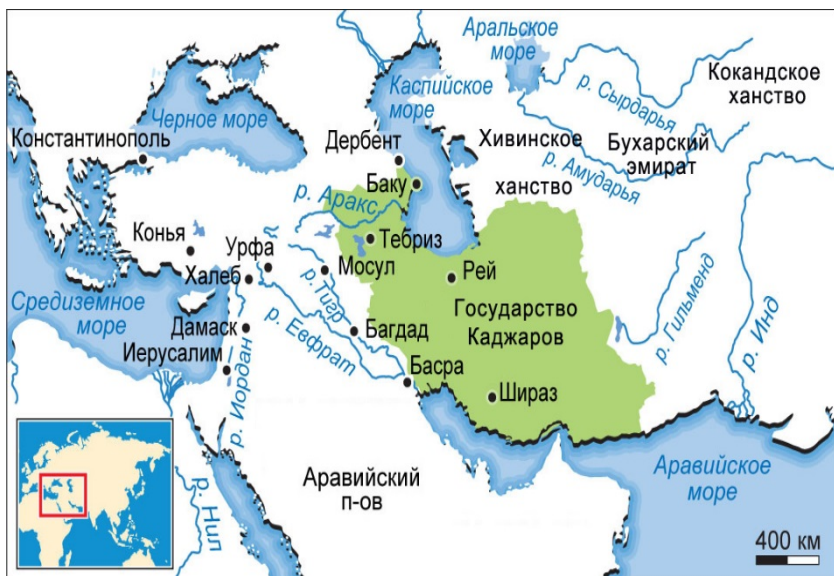 Аральское
море
Кокандское
ханство
Каспийское
море
р. Сырдарья
Черное море
Константинополь
Дербент
Хивинское
ханство
Бухарский
эмират
р. Амударья
Баку
р. Аракс
Конья
Урфа
Тебриз
Халеб
Мосул
Рей
р. Тигр
Средиземное
море
Государство
Каджаров
р. Гильменд
р. Инд
Дамаск
Багдад
р. Евфрат
Иерусалим
Басра
р. Иордан
Шираз
Аравийский
п-ов
Аравийское
море
р. Нил
400 км